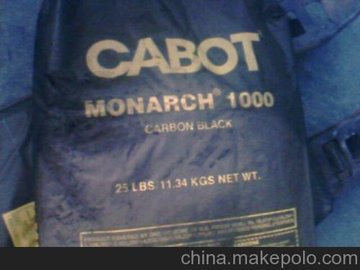 CABOT®
MONARCH® 1000
CARBON BLACK
25 LBS 11.34 KGS NET WT.
china.makepolo.com